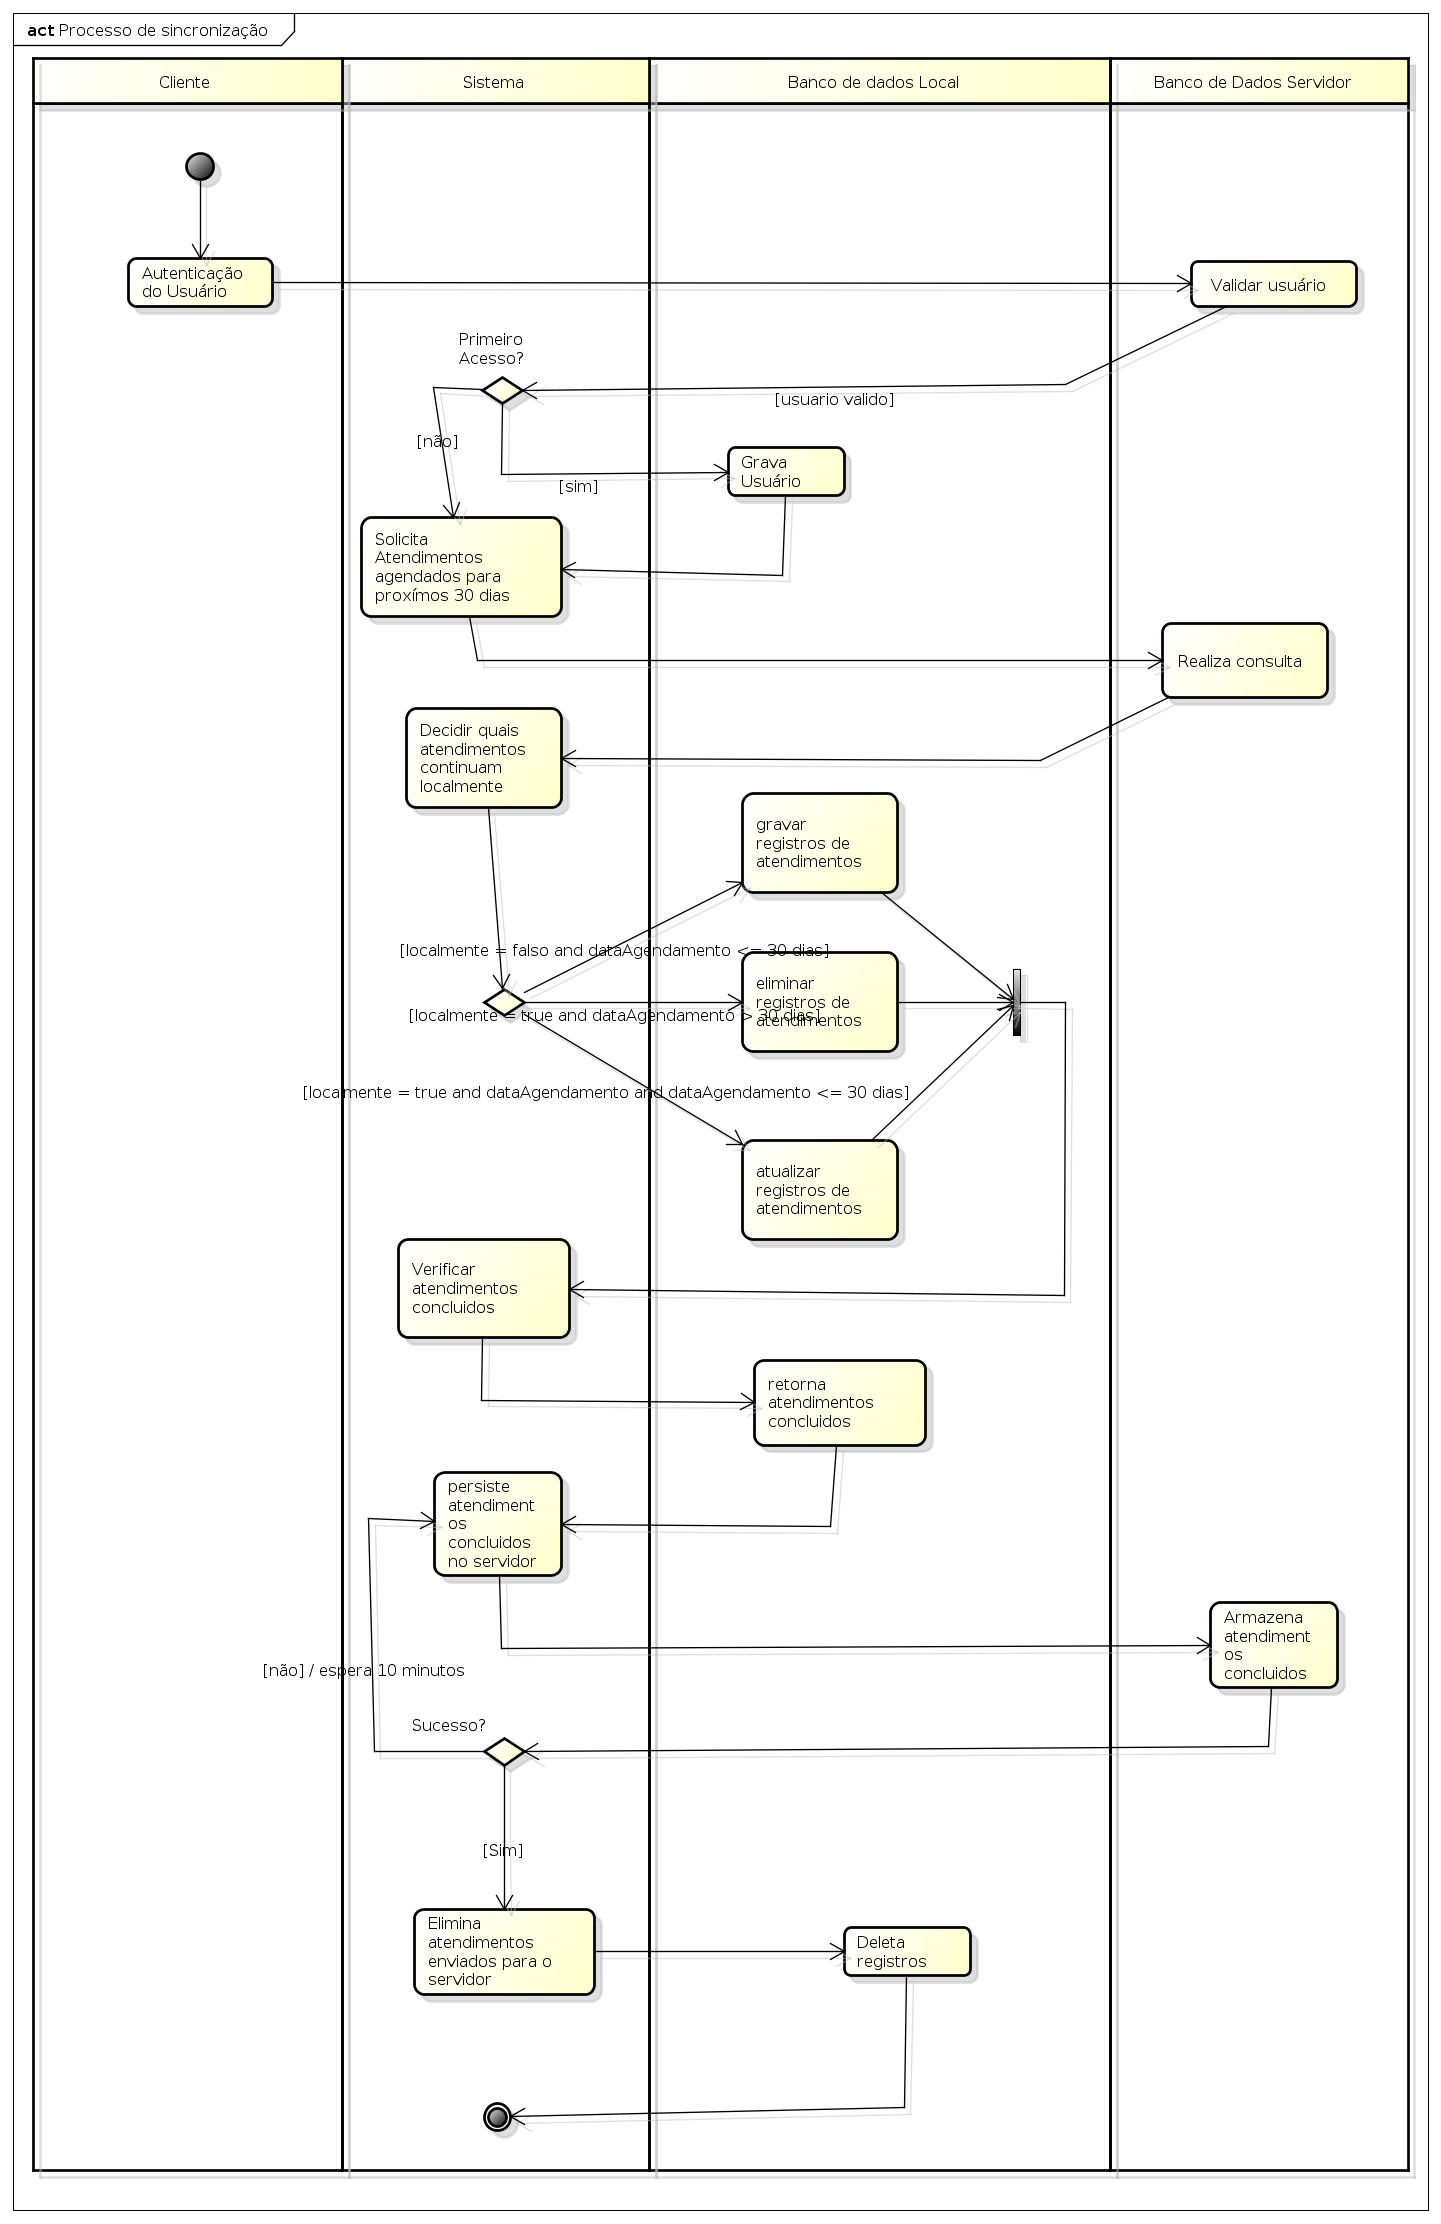 act Processo de sincronização
Cliente
Sistema
Banco de dados Local
Banco de Dados Servidor
Autenticação
do Usuário
Validar usuário
Primeiro
Acesso?
[usuario valido]
[não]
[sim]
Grava
Usuário
Solicita
Atendimentos
agendados para
proxímos 30 dias
Realiza consulta
Decidir quais
atendimentos
continuam
localmente
gravar
registros de
atendimentos
[localmente = falso and dataAgendamento <= 30 dias]
eliminar
registros de
atendimentos
[localmente = true and dataAgendamento > 30 dias]
[localmente = true and dataAgendamento and dataAgendamento <= 30 dias]
atualizar
registros de
atendimentos
Verificar
atendimentos
concluidos
retorna
atendimentos
concluidos
persiste
atendiment
os
concluidos
no servidor
Armazena
atendiment
os
concluidos
[não] / espera 10 minutos
Sucesso?
[Sim]
Elimina
atendimentos
enviados para o
servidor
Deleta
registros